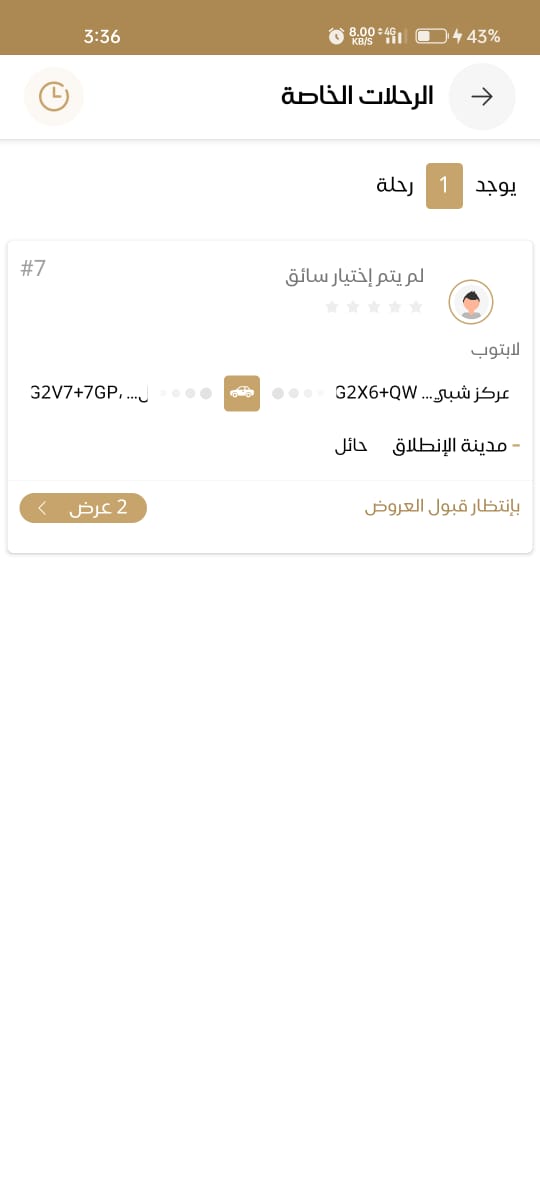 3:36 8.00 KB/S 4G 43%
الرحلات الخاصة
يوجد 1 رحلة
#7
لم يتم إختيار سائق
لابتوب
G2X6+QW ...عركز شبي
G2V7+7GP، ...ل
- مدينة الإنطلاق حائل
بإنتظار قبول العروض
2 عرض